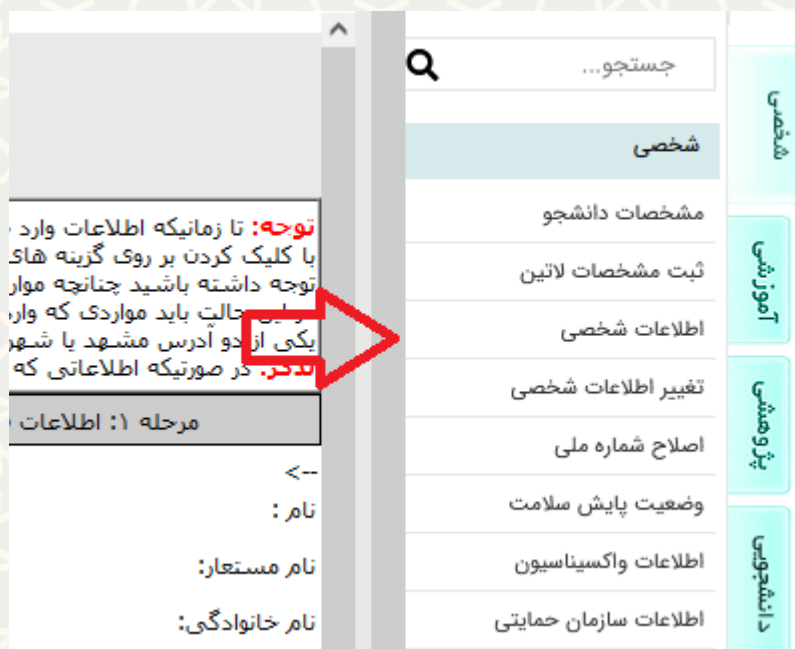 شخصی
آموزشی
پژوهشی
دانشجویی
جستجو...
شخصی
مشخصات دانشجو
ثبت مشخصات لاتین
اطلاعات شخصی
تغییر اطلاعات شخصی
اصلاح شماره ملی
وضعیت پایش سلامت
اطلاعات واکسیناسیون
اطلاعات سازمان حمایتی
توجه: تا زمانیکه اطلاعات وارد
با کلیک کردن بر روی گزینه های
توجه داشته باشید چنانچه موار
حالت باید مواردی که وارد
یکی از دو آدرس مشهد یا شهر
تذکر: در صورتیکه اطلاعاتی که
مرحله ۱: اطلاعات
<--
نام :
نام مستعار:
نام خانوادگی: